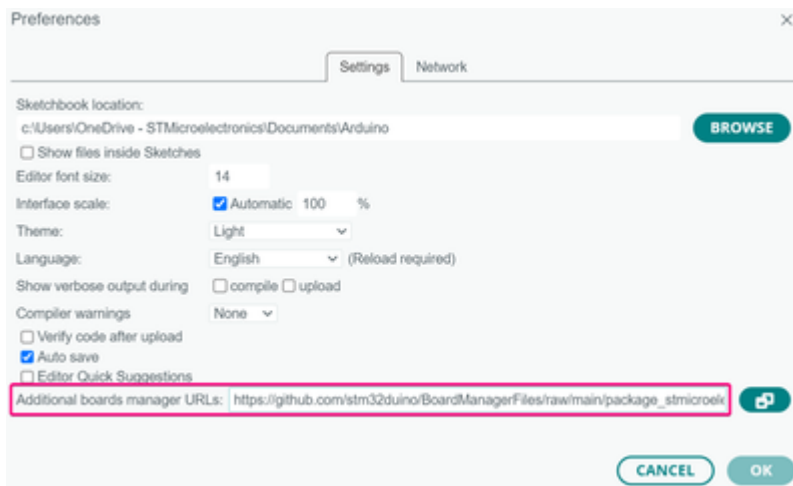 Preferences
Settings Network
Sketchbook location:
c:\Users\OneDrive - STMicroelectronics\Documents\Arduino BROWSE
Show files inside Sketches
Editor font size: 14
Interface scale: Automatic 100 %
Theme: Light
Language: English (Reload required)
Show verbose output during compile upload
Compiler warnings None
Verify code after upload
Auto save
Editor Quick Suggestions
Additional boards manager URLs: https://github.com/stm32duino/BoardManagerFiles/raw/main/package_stmicroele
CANCEL OK